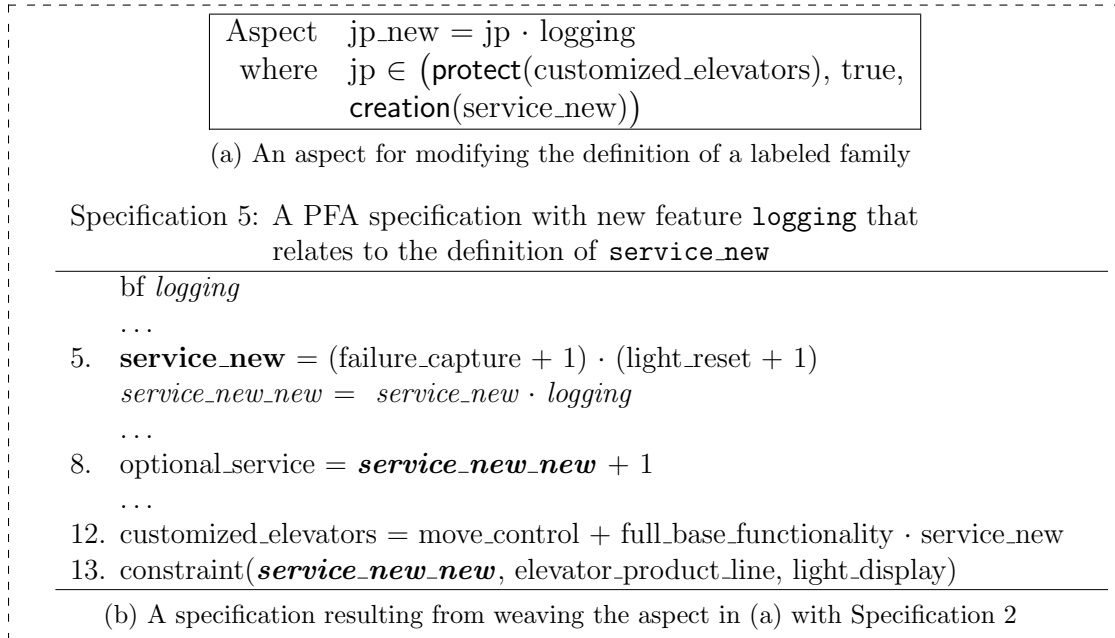 Aspect jp_new = jp · logging
where jp ∈ (protect(customized_elevators), true,
creation(service_new))
(a) An aspect for modifying the definition of a labeled family
Specification 5: A PFA specification with new feature logging that
relates to the definition of service_new
bf logging
. . .
5. service_new = (failure_capture + 1) · (light_reset + 1)
service_new_new = service_new · logging
. . .
8. optional_service = service_new_new + 1
. . .
12. customized_elevators = move_control + full_base_functionality · service_new
13. constraint(service_new_new, elevator_product_line, light_display)
(b) A specification resulting from weaving the aspect in (a) with Specification 2